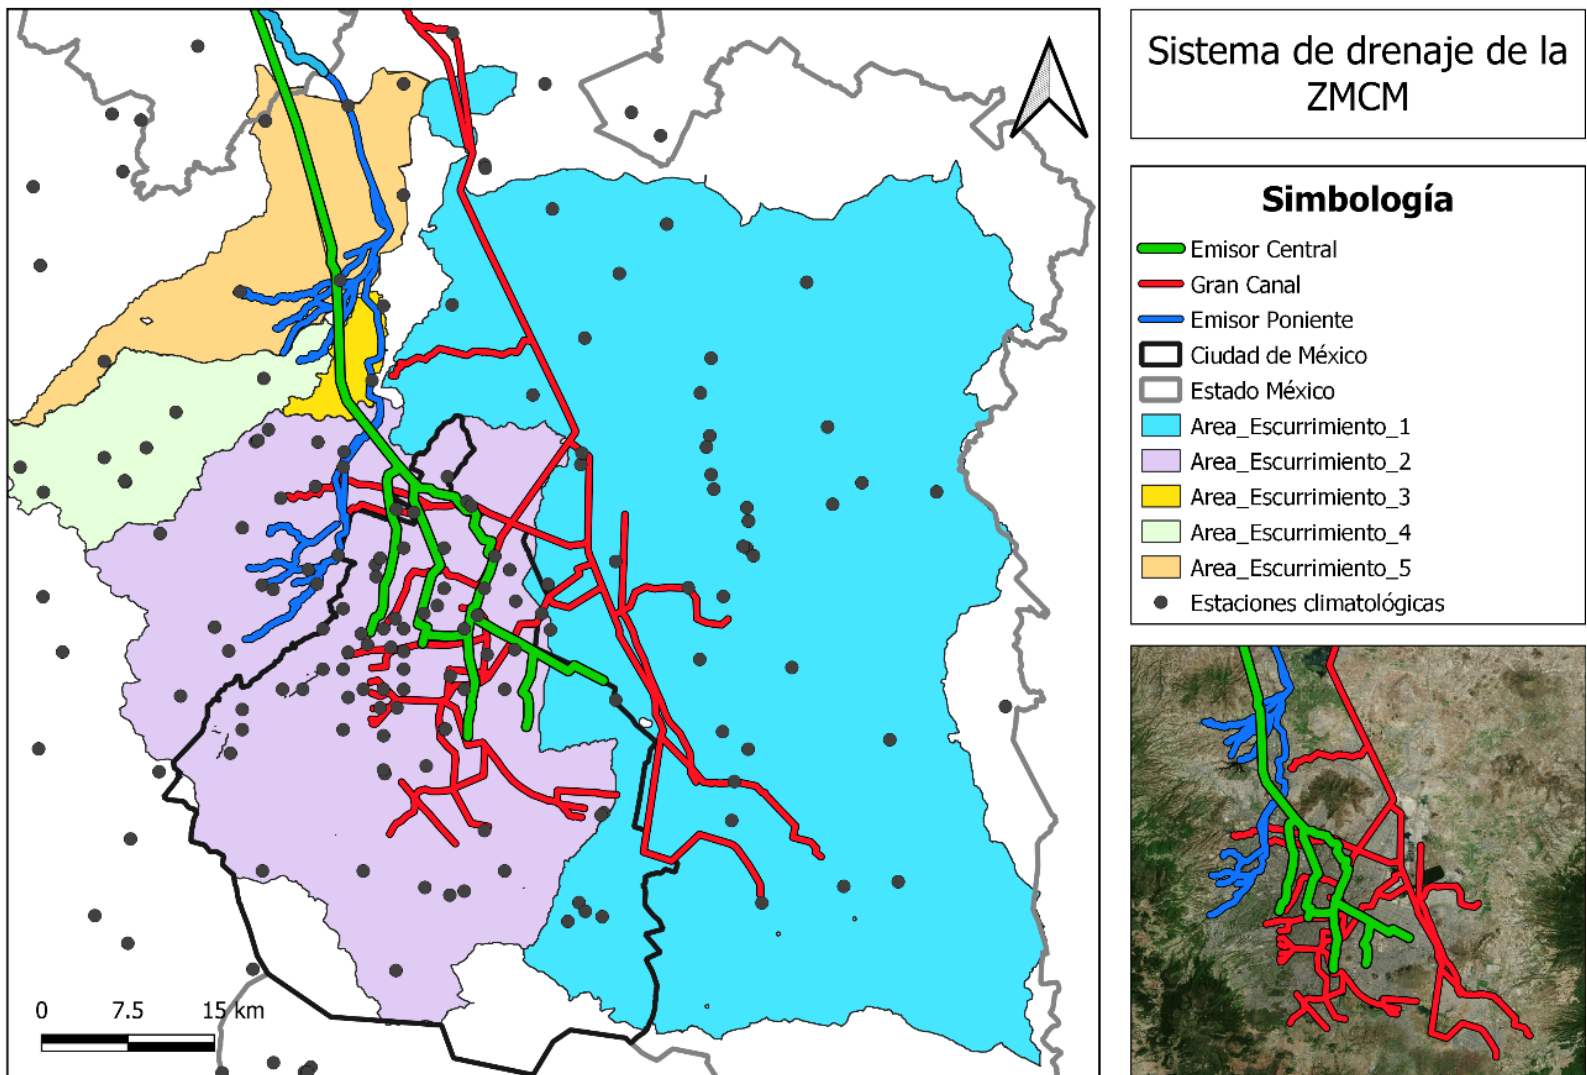 Sistema de drenaje de la
ZMCM
Simbología
Emisor Central
Gran Canal
Emisor Poniente
Ciudad de México
Estado México
Area_Escurrimiento_1
Area_Escurrimiento_2
Area_Escurrimiento_3
Area_Escurrimiento_4
Area_Escurrimiento_5
Estaciones climatológicas
0 7.5 15 km